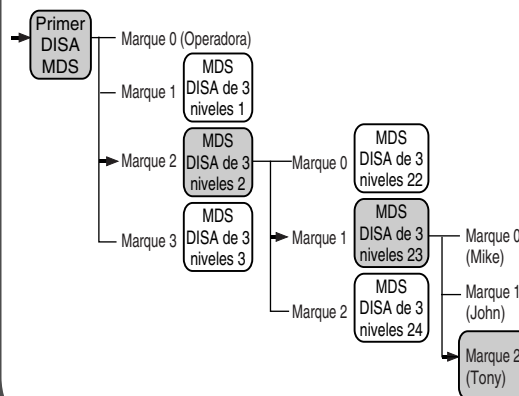 Primer
DISA
MDS
Marque 0 (Operadora)
Marque 1
MDS
DISA de 3
niveles 1
Marque 2
MDS
DISA de 3
niveles 2
Marque 3
MDS
DISA de 3
niveles 3
Marque 0
MDS
DISA de 3
niveles 22
Marque 1
MDS
DISA de 3
niveles 23
Marque 2
MDS
DISA de 3
niveles 24
Marque 0
(Mike)
Marque 1
(John)
Marque 2
(Tony)